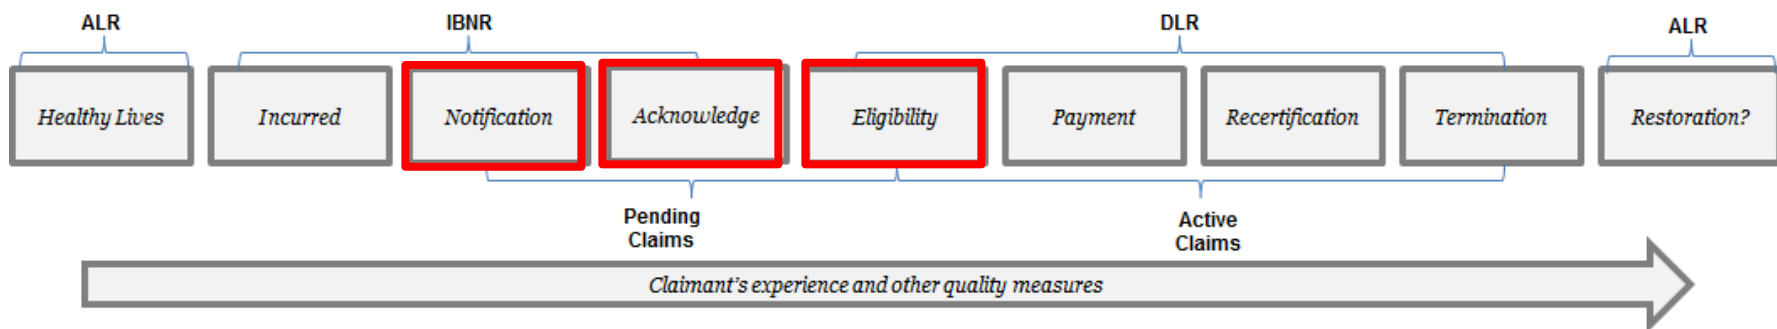 ALR
IBNR
DLR
ALR
Healthy Lives
Incurred
Notification
Acknowledge
Eligibility
Payment
Recertification
Termination
Restoration?
Pending
Claims
Active
Claims
Claimant's experience and other quality measures